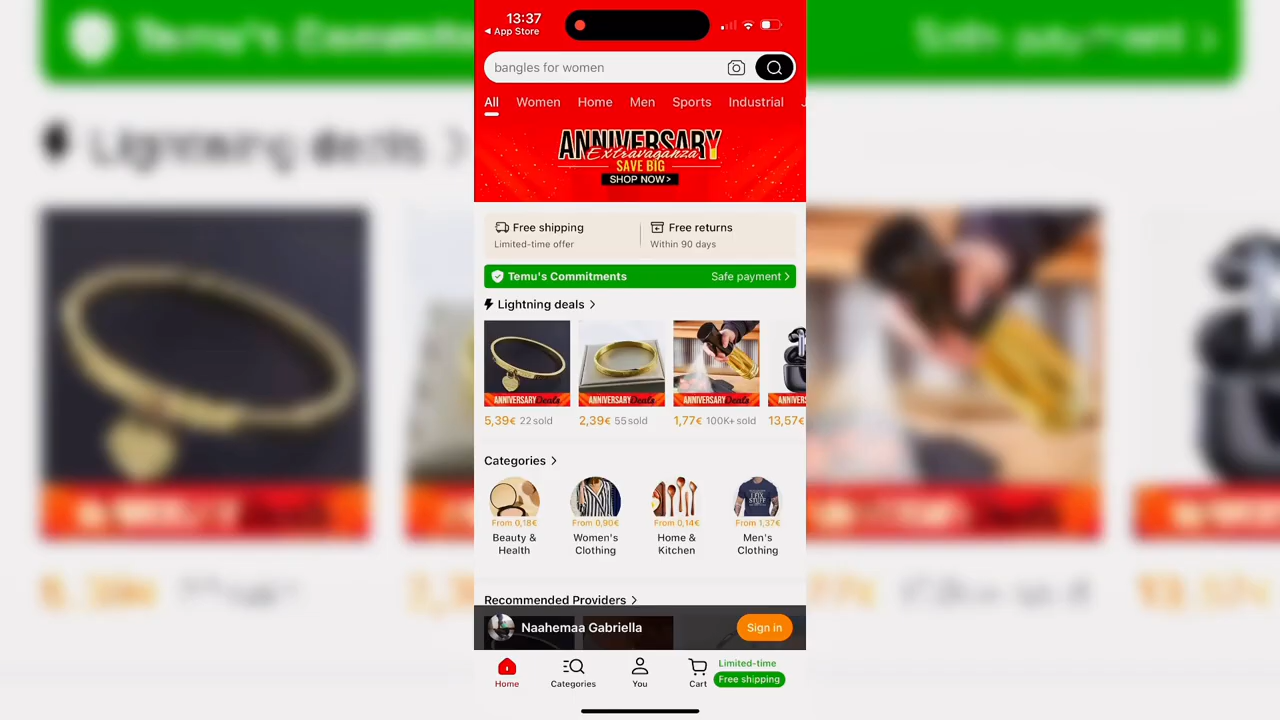 13:37
App Store
bangles for women
All Women Home Men Sports Industrial
ANNIVERSARY
Extravaganza
SAVE BIG
SHOP NOW >
Free shipping
Limited-time offer
Free returns
Within 90 days
Temu's Commitments
Safe payment >
Lightning deals >
ANNIVERSARY Deals
ANNIVERSARY Deals
ANNIVERSARY Deals
5,39€ 22 sold
2,39€ 55 sold
1,77€ 100K+ sold
13,57€
Categories >
From 0,18€
From 0,90€
From 0,14€
From 1,37€
Beauty &
Health
Women's
Clothing
Home &
Kitchen
Men's
Clothing
I FIX
STUFF
Recommended Providers >
Naahemaa Gabriella
Sign in
Home
Categories
You
Cart
Limited-time
Free shipping